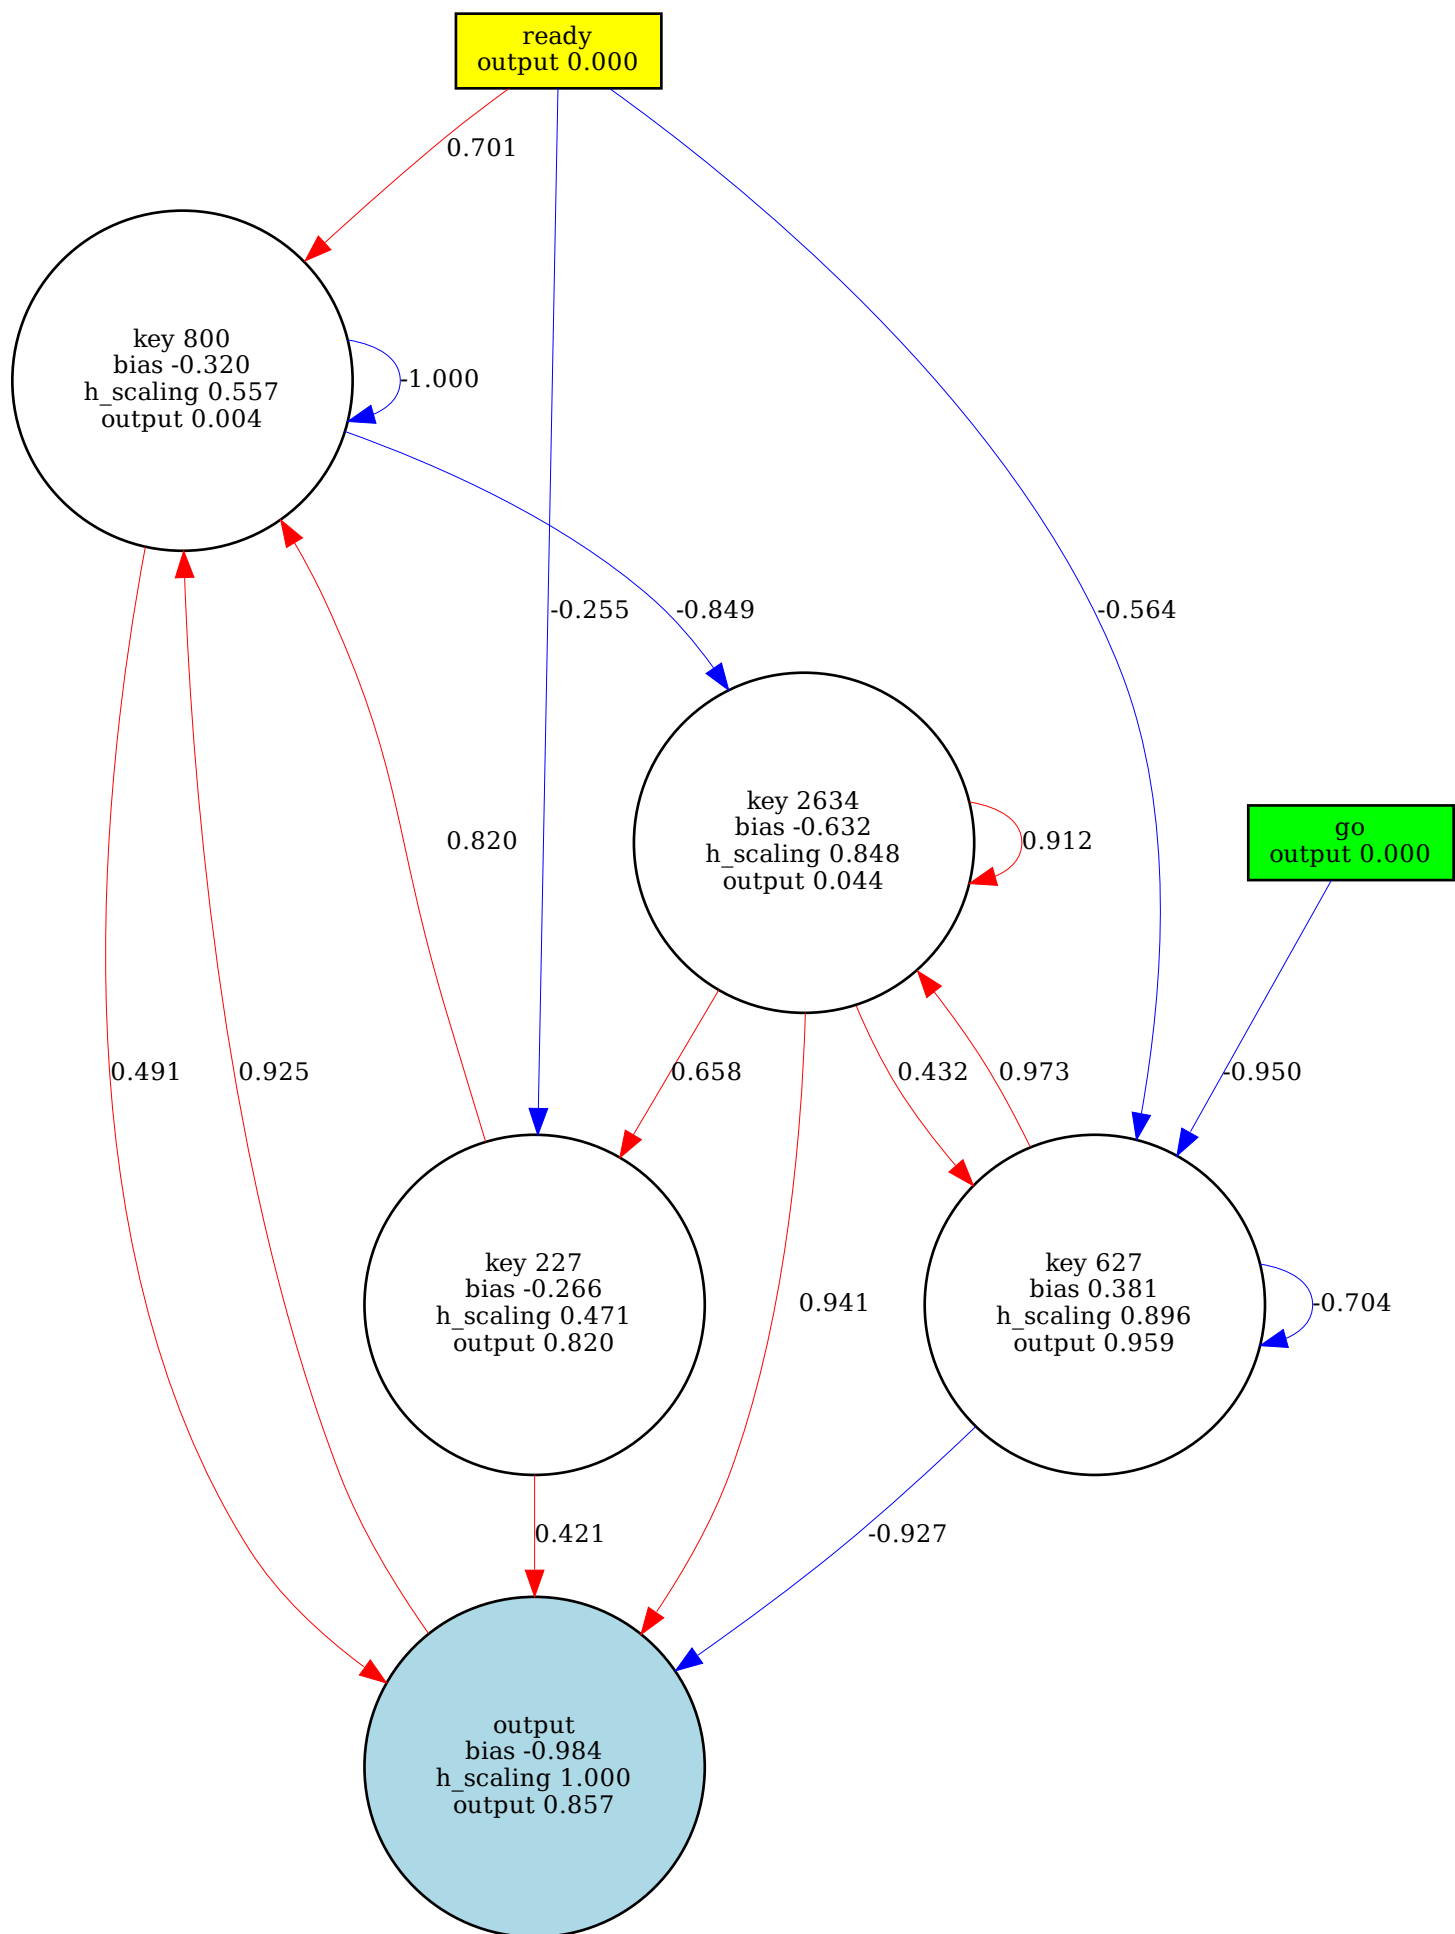 ready
output 0.000
0.701
key 800
bias -0.320
h_scaling 0.557
output 0.004
-1.000
-0.255
-0.849
-0.564
key 2634
bias -0.632
h_scaling 0.848
output 0.044
0.820
0.912
go
output 0.000
0.491
0.925
0.658
0.432
0.973
-0.950
key 227
bias -0.266
h_scaling 0.471
output 0.820
0.941
key 627
bias 0.381
h_scaling 0.896
output 0.959
-0.704
0.421
-0.927
output
bias -0.984
h_scaling 1.000
output 0.857